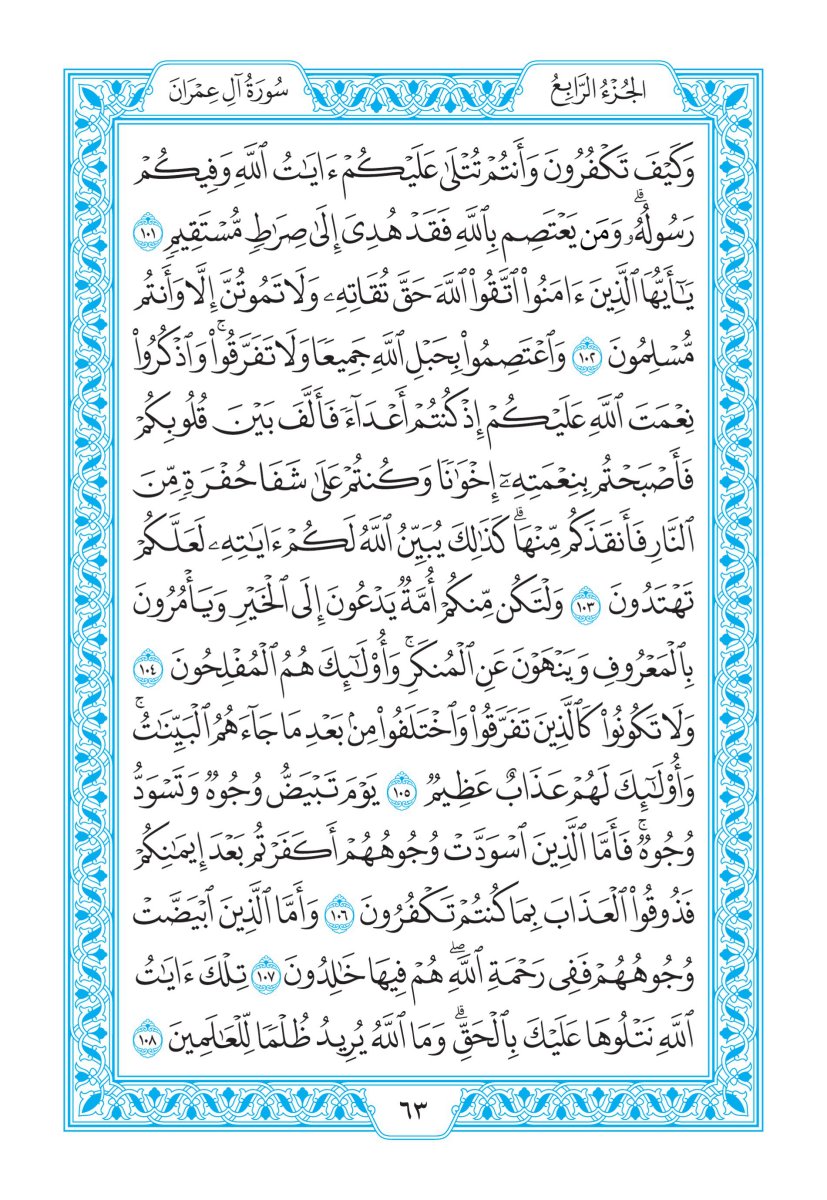 الجُزْءُ الرَّابِعُ
سُورَةُ آلِ عِمْرَانَ
وَكَيْفَ تَكْفُرُونَ وَأَنتُمْ تُتْلَىٰ عَلَيْكُمْ ءَايَٰتُ ٱللَّهِ وَفِيكُمْ
رَسُولُهُۥۗ وَمَن يَعْتَصِم بِٱللَّهِ فَقَدْ هُدِىَ إِلَىٰ صِرَٰطٍ مُّسْتَقِيمٍ ١٠١
يَٰٓأَيُّهَا ٱلَّذِينَ ءَامَنُوا۟ ٱتَّقُوا۟ ٱللَّهَ حَقَّ تُقَاتِهِۦ وَلَا تَمُوتُنَّ إِلَّا وَأَنتُم
مُّسْلِمُونَ ١٠٢ وَٱعْتَصِمُوا۟ بِحَبْلِ ٱللَّهِ جَمِيعًا وَلَا تَفَرَّقُوا۟ۚ وَٱذْكُرُوا۟
نِعْمَتَ ٱللَّهِ عَلَيْكُمْ إِذْ كُنتُمْ أَعْدَآءً فَأَلَّفَ بَيْنَ قُلُوبِكُمْ
فَأَصْبَحْتُم بِنِعْمَتِهِۦٓ إِخْوَٰنًا وَكُنتُمْ عَلَىٰ شَفَا حُفْرَةٍ مِّنَ
ٱلنَّارِ فَأَنقَذَكُم مِّنْهَاۗ كَذَٰلِكَ يُبَيِّنُ ٱللَّهُ لَكُمْ ءَايَٰتِهِۦ لَعَلَّكُمْ
تَهْتَدُونَ ١٠٣ وَلْتَكُن مِّنكُمْ أُمَّةٌ يَدْعُونَ إِلَى ٱلْخَيْرِ وَيَأْمُرُونَ
بِٱلْمَعْرُوفِ وَيَنْهَوْنَ عَنِ ٱلْمُنكَرِۚ وَأُو۟لَٰٓئِكَ هُمُ ٱلْمُفْلِحُونَ ١٠٤
وَلَا تَكُونُوا۟ كَٱلَّذِينَ تَفَرَّقُوا۟ وَٱخْتَلَفُوا۟ مِنۢ بَعْدِ مَا جَآءَهُمُ ٱلْبَيِّنَٰتُۚ
وَأُو۟لَٰٓئِكَ لَهُمْ عَذَابٌ عَظِيمٌ ١٠٥ يَوْمَ تَبْيَضُّ وُجُوهٌ وَتَسْوَدُّ
وُجُوهٌۚ فَأَمَّا ٱلَّذِينَ ٱسْوَدَّتْ وُجُوهُهُمْ أَكَفَرْتُم بَعْدَ إِيمَٰنِكُمْ
فَذُوقُوا۟ ٱلْعَذَابَ بِمَا كُنتُمْ تَكْفُرُونَ ١٠٦ وَأَمَّا ٱلَّذِينَ ٱبْيَضَّتْ
وُجُوهُهُمْ فَفِى رَحْمَةِ ٱللَّهِۖ هُمْ فِيهَا خَٰلِدُونَ ١٠٧ تِلْكَ ءَايَٰتُ
ٱللَّهِ نَتْلُوهَا عَلَيْكَ بِٱلْحَقِّۗ وَمَا ٱللَّهُ يُرِيدُ ظُلْمًا لِّلْعَٰلَمِينَ ١٠٨
٦٣